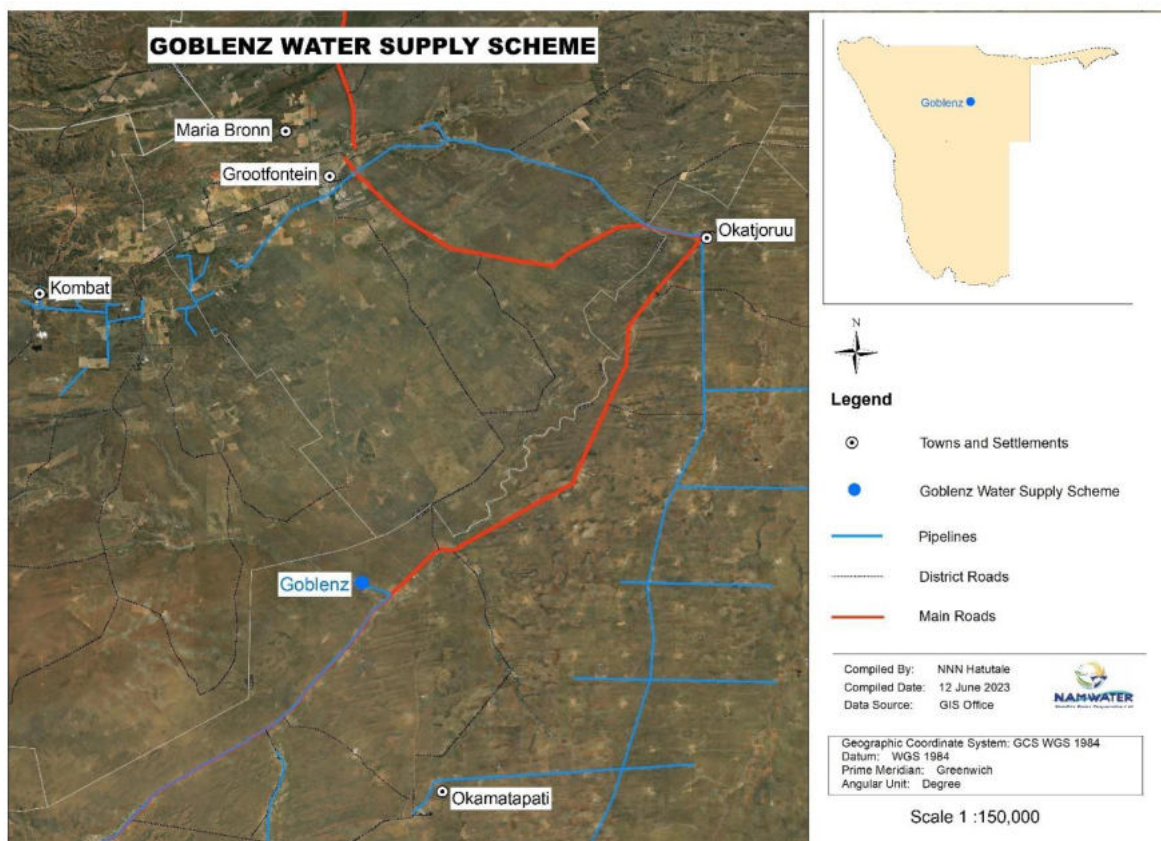 GOBLENZ WATER SUPPLY SCHEME
Maria Bronn
Grootfontein
Okatjoruu
Kombat
Goblenz
Okamatapati
Goblenz
N
Legend
Towns and Settlements
Goblenz Water Supply Scheme
Pipelines
District Roads
Main Roads
Compiled By: NNN Hatutale
Compiled Date: 12 June 2023
Data Source: GIS Office
NAMWATER
Geographic Coordinate System: GCS WGS 1984
Datum: WGS 1984
Prime Meridian: Greenwich
Angular Unit: Degree
Scale 1 :150,000